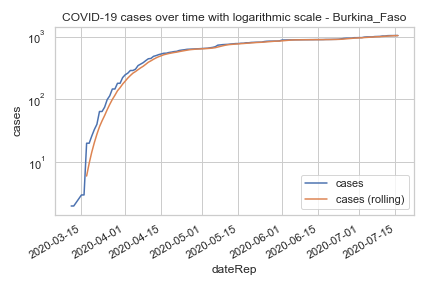 COVID-19 cases over time with logarithmic scale - Burkina_Faso
10³
10²
10¹
cases
cases
cases (rolling)
2020-03-15
2020-04-01
2020-04-15
2020-05-01
2020-05-15
2020-06-01
2020-06-15
2020-07-01
2020-07-15
dateRep